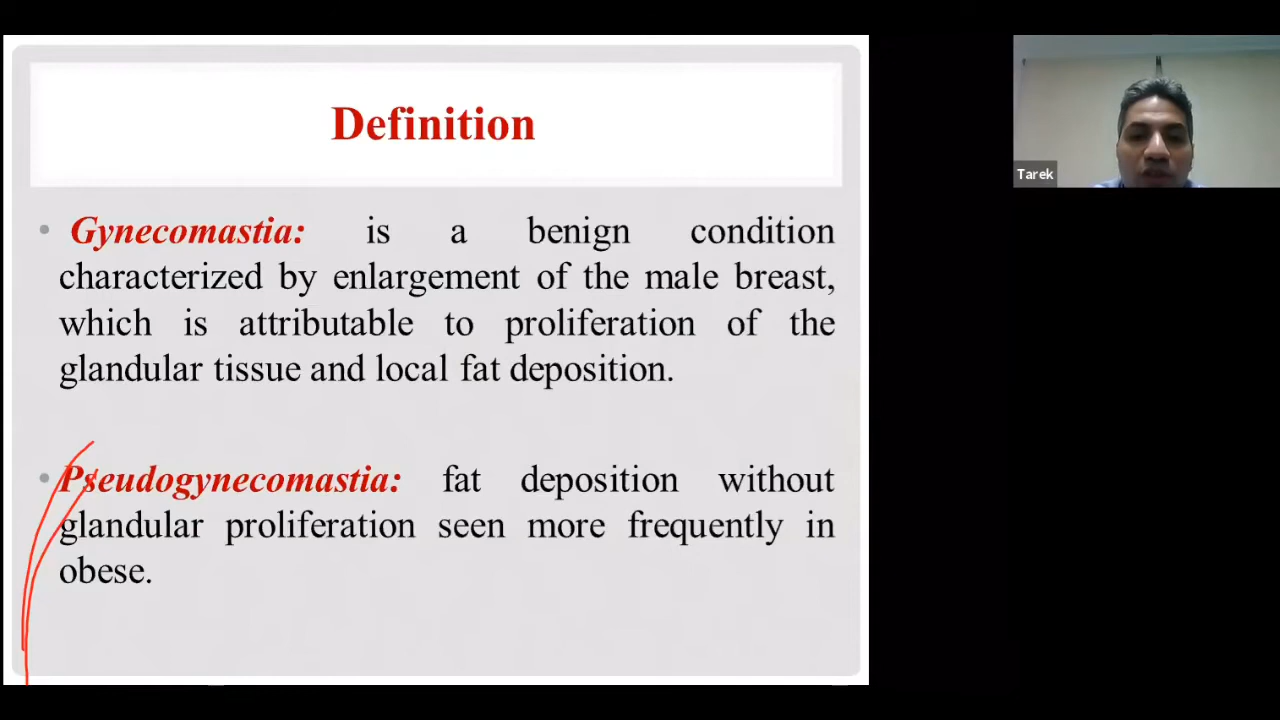 Definition
• Gynecomastia: is a benign condition
characterized by enlargement of the male breast,
which is attributable to proliferation of the
glandular tissue and local fat deposition.
• Pseudogynecomastia: fat deposition without
glandular proliferation seen more frequently in
obese.
Tarek